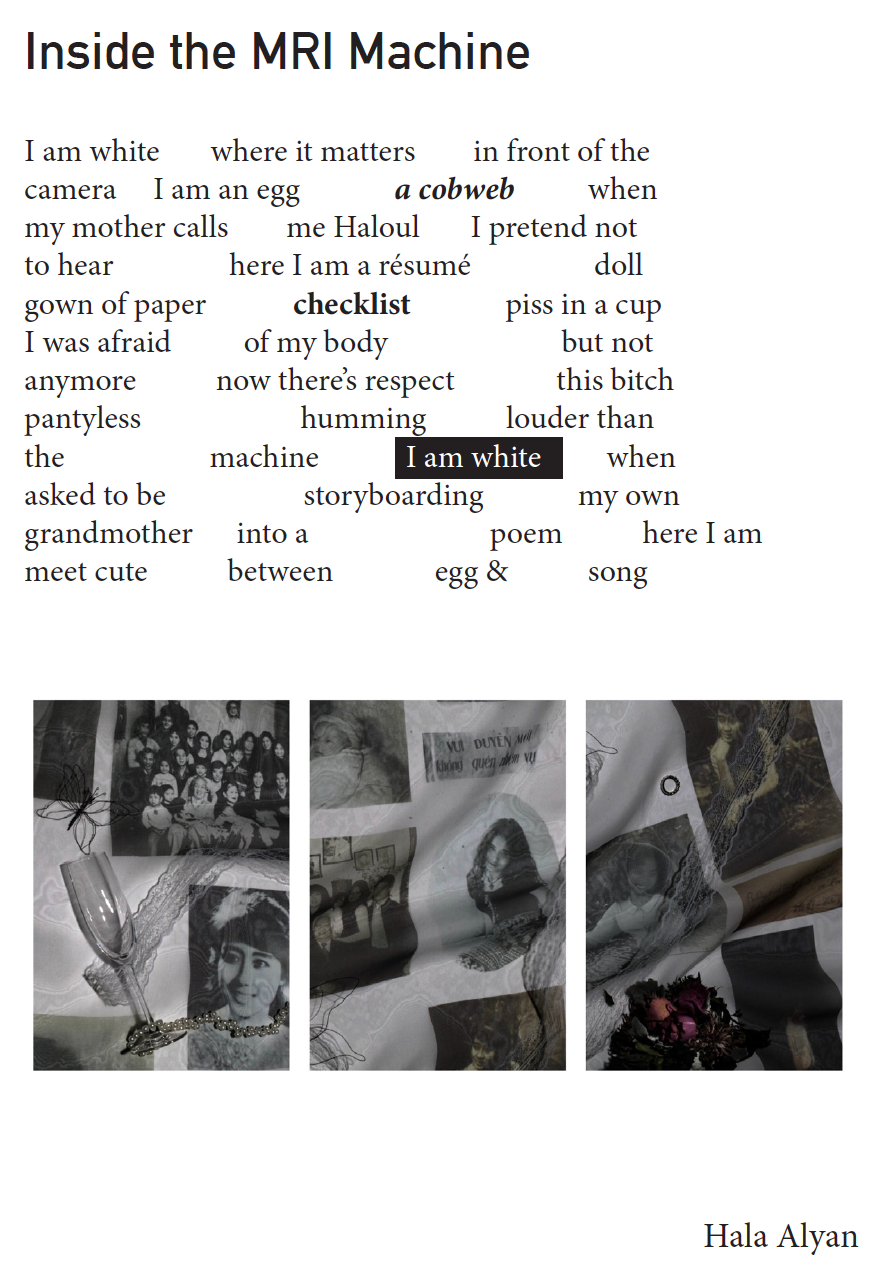 Inside the MRI Machine
I am white where it matters in front of the
camera I am an egg a cobweb when
my mother calls me Haloul I pretend not
to hear here I am a résumé doll
gown of paper checklist piss in a cup
I was afraid of my body but not
anymore now there’s respect this bitch
pantyless humming louder than
the machine I am white when
asked to be storyboarding my own
grandmother into a poem here I am
meet cute between egg & song
VUI DUYÊN MỚI
không quên nhiệm vụ
Hala Alyan